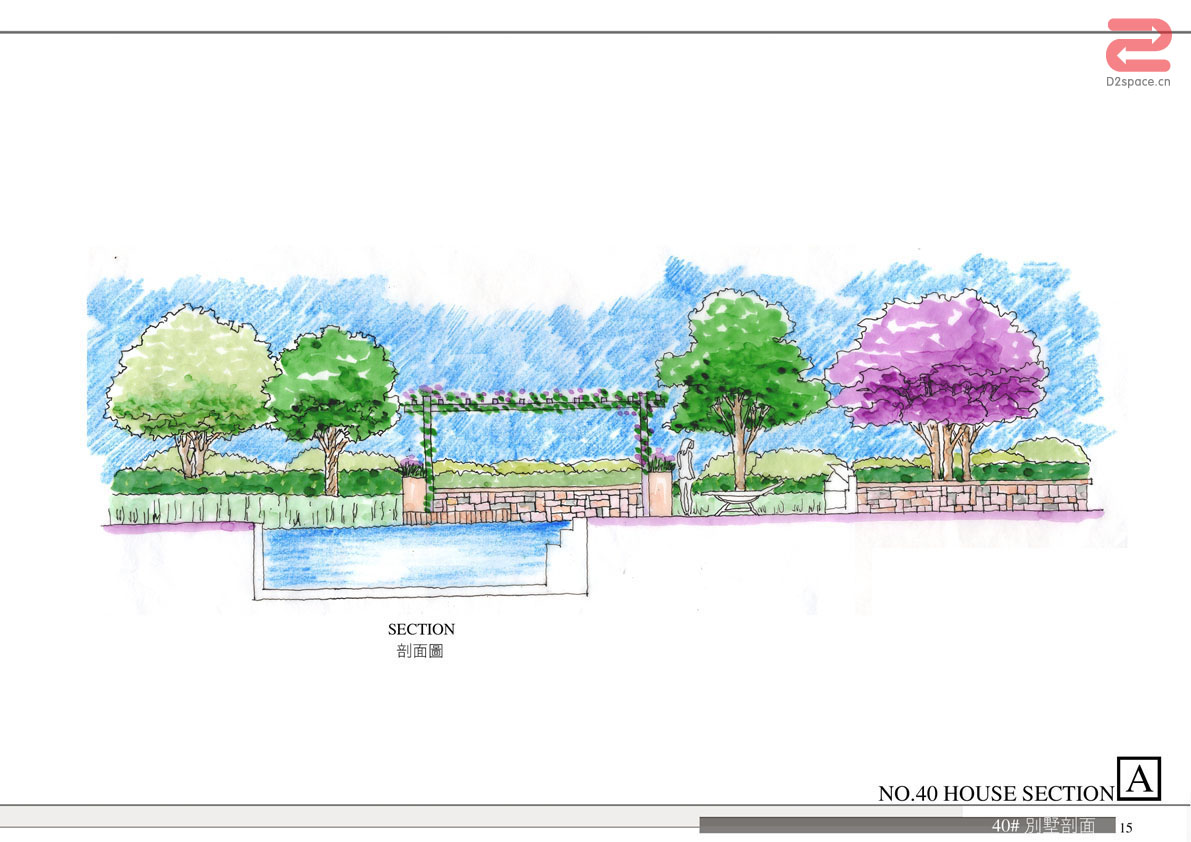 D2space.cn
SECTION
剖面圖
A
NO.40 HOUSE SECTION
40# 別墅剖面
15